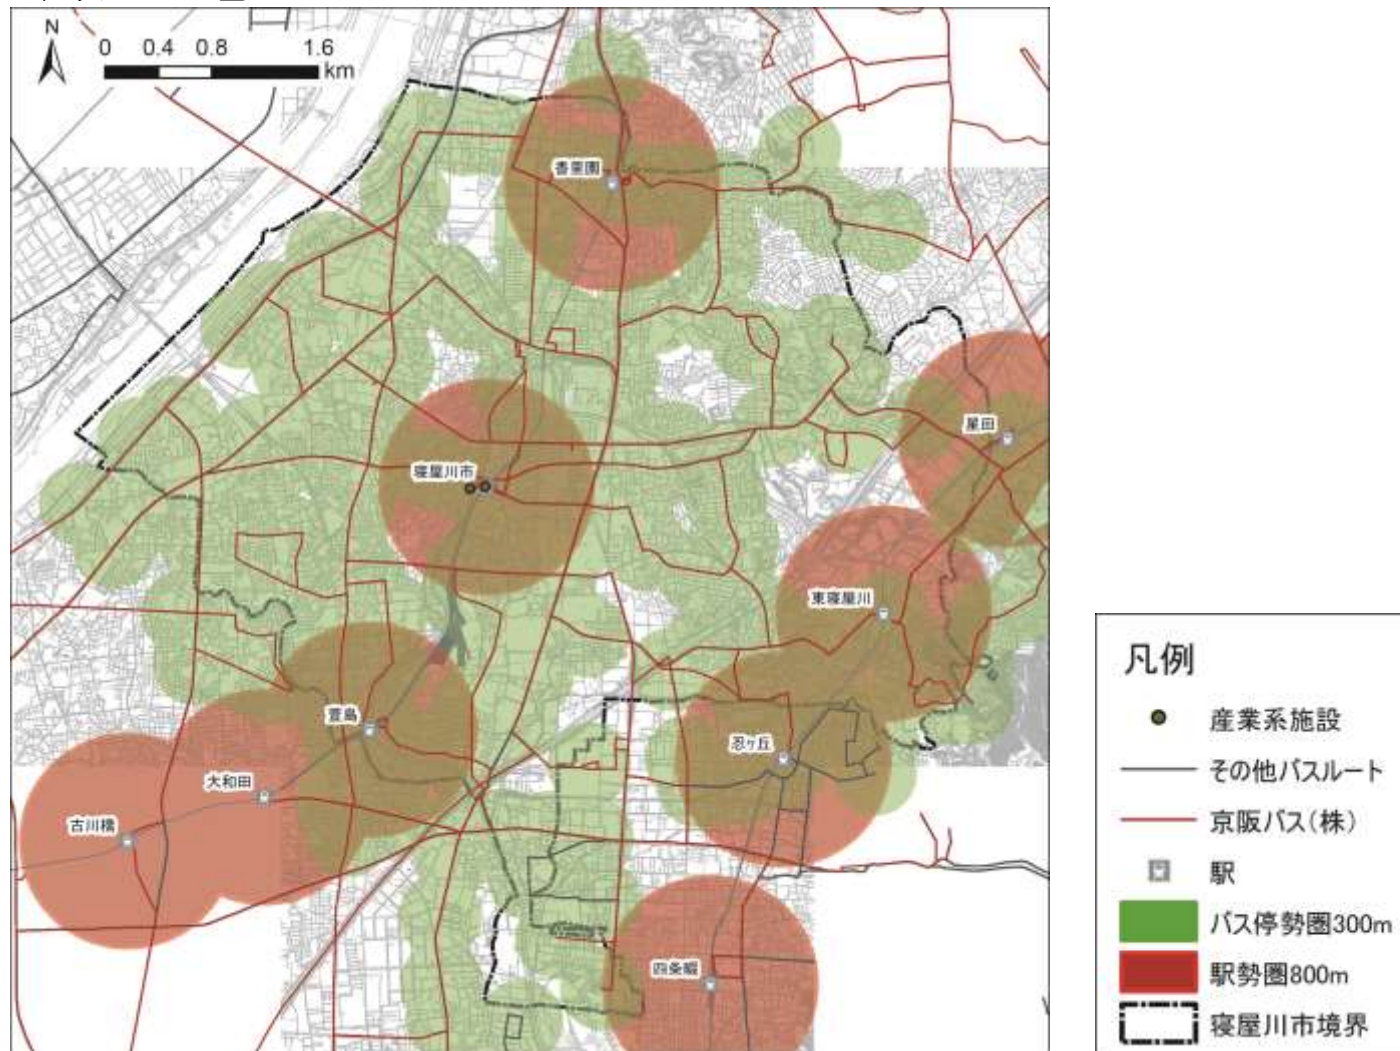 N
0 0.4 0.8 1.6
km
香里園
星田
寝屋川市
東寝屋川
萱島
忍ヶ丘
大和田
古川橋
四条畷
凡例
産業系施設
その他バスルート
京阪バス(株)
駅
バス停勢圏300m
駅勢圏800m
寝屋川市境界